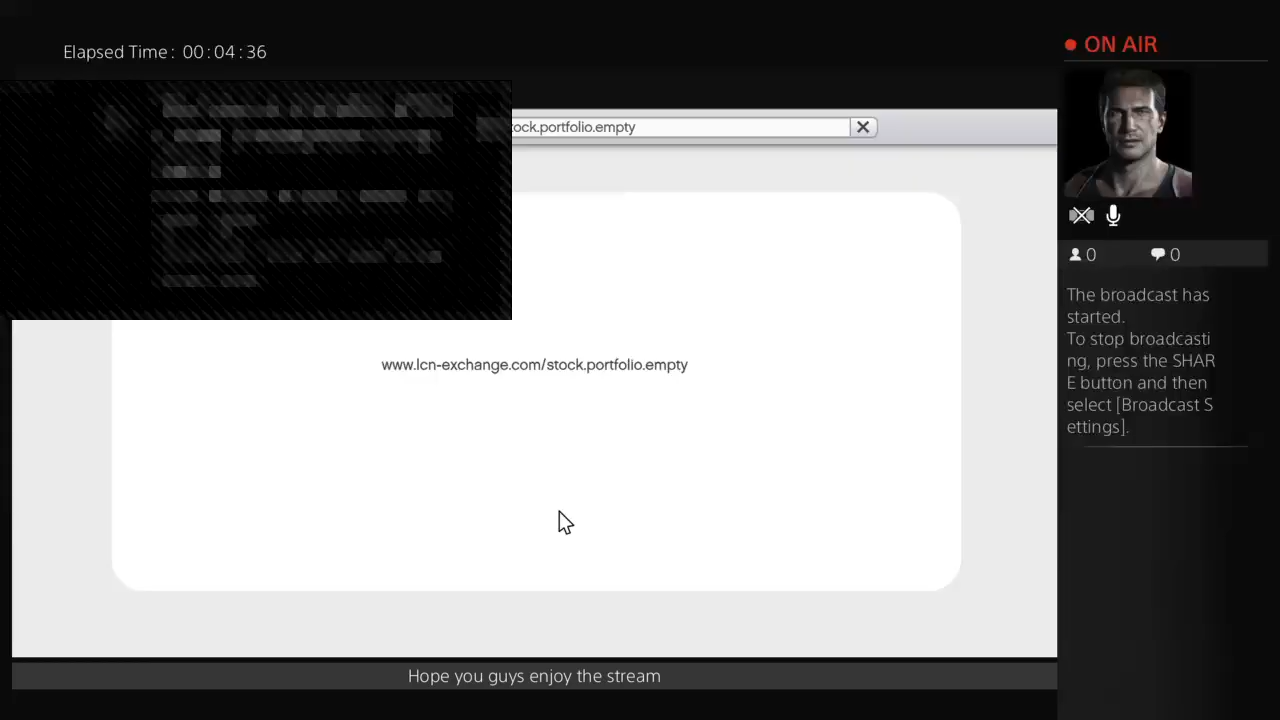 Elapsed Time: 00:04:36
ON AIR
tock.portfolio.empty
0
0
The broadcast has
started.
To stop broadcasti
ng, press the SHAR
E button and then
select [Broadcast S
ettings].
www.lcn-exchange.com/stock.portfolio.empty
Hope you guys enjoy the stream